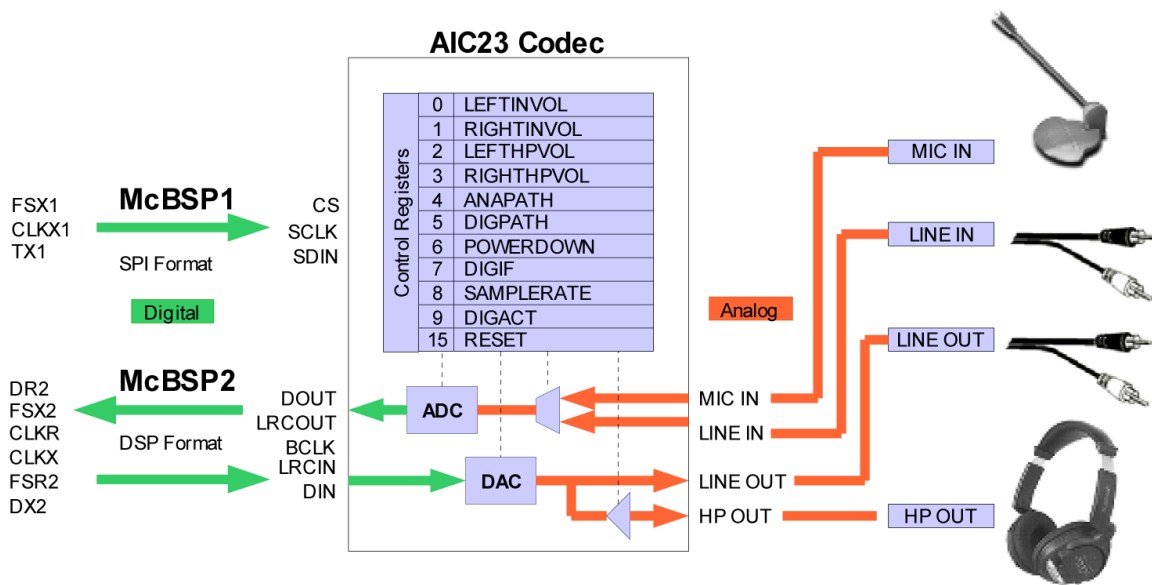 AIC23 Codec
Control Registers
0 LEFTINVOL
1 RIGHTINVOL
2 LEFTHPVOL
3 RIGHTHPVOL
4 ANAPATH
5 DIGPATH
6 POWERDOWN
7 DIGIF
8 SAMPLERATE
9 DIGACT
15 RESET
McBSP1
FSX1
CLKX1
TX1
SPI Format
CS
SCLK
SDIN
Digital
Analog
McBSP2
DR2
FSX2
CLKR
CLKX
FSR2
DX2
DSP Format
DOUT
LRCOUT
BCLK
LRCIN
DIN
ADC
DAC
MIC IN
LINE IN
LINE OUT
HP OUT
MIC IN
LINE IN
LINE OUT
HP OUT